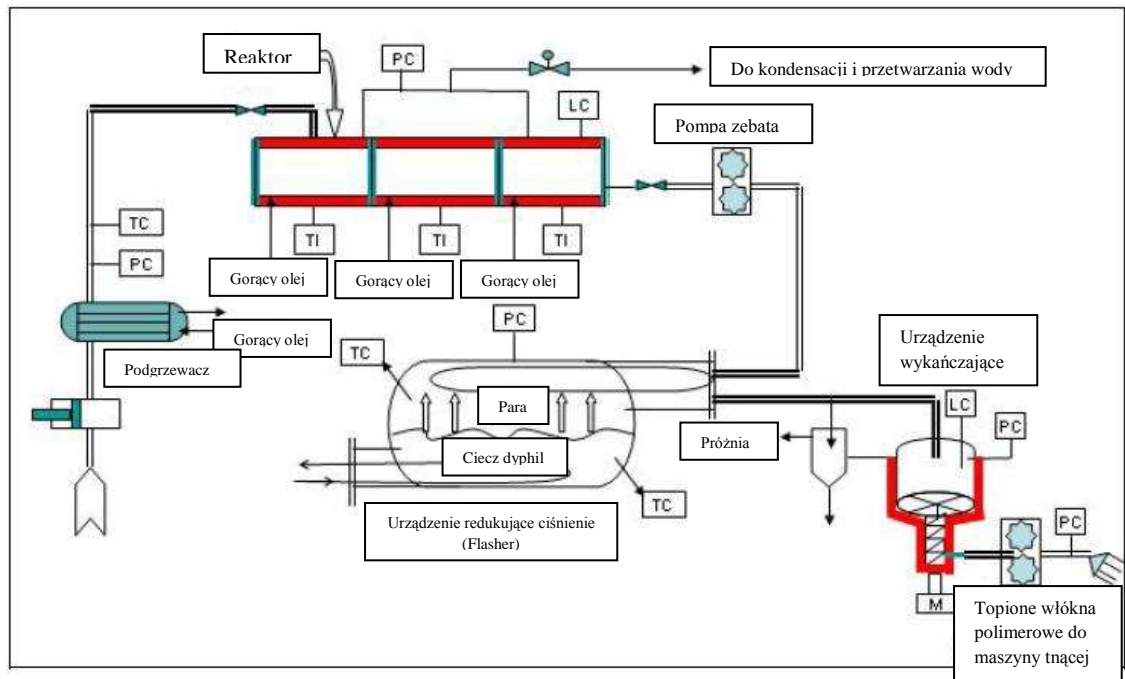 Reaktor
PC
Do kondensacji i przetwarzania wody
LC
Pompa zebata
TC
PC
TI
TI
TI
Gorący olej
Gorący olej
Gorący olej
Gorący olej
Podgrzewacz
PC
TC
Para
Ciecz dyphil
TC
Urządzenie redukujące ciśnienie
(Flasher)
Próżnia
Urządzenie
wykańczające
LC
PC
PC
M
Topione włókna
polimerowe do
maszyny tnącej